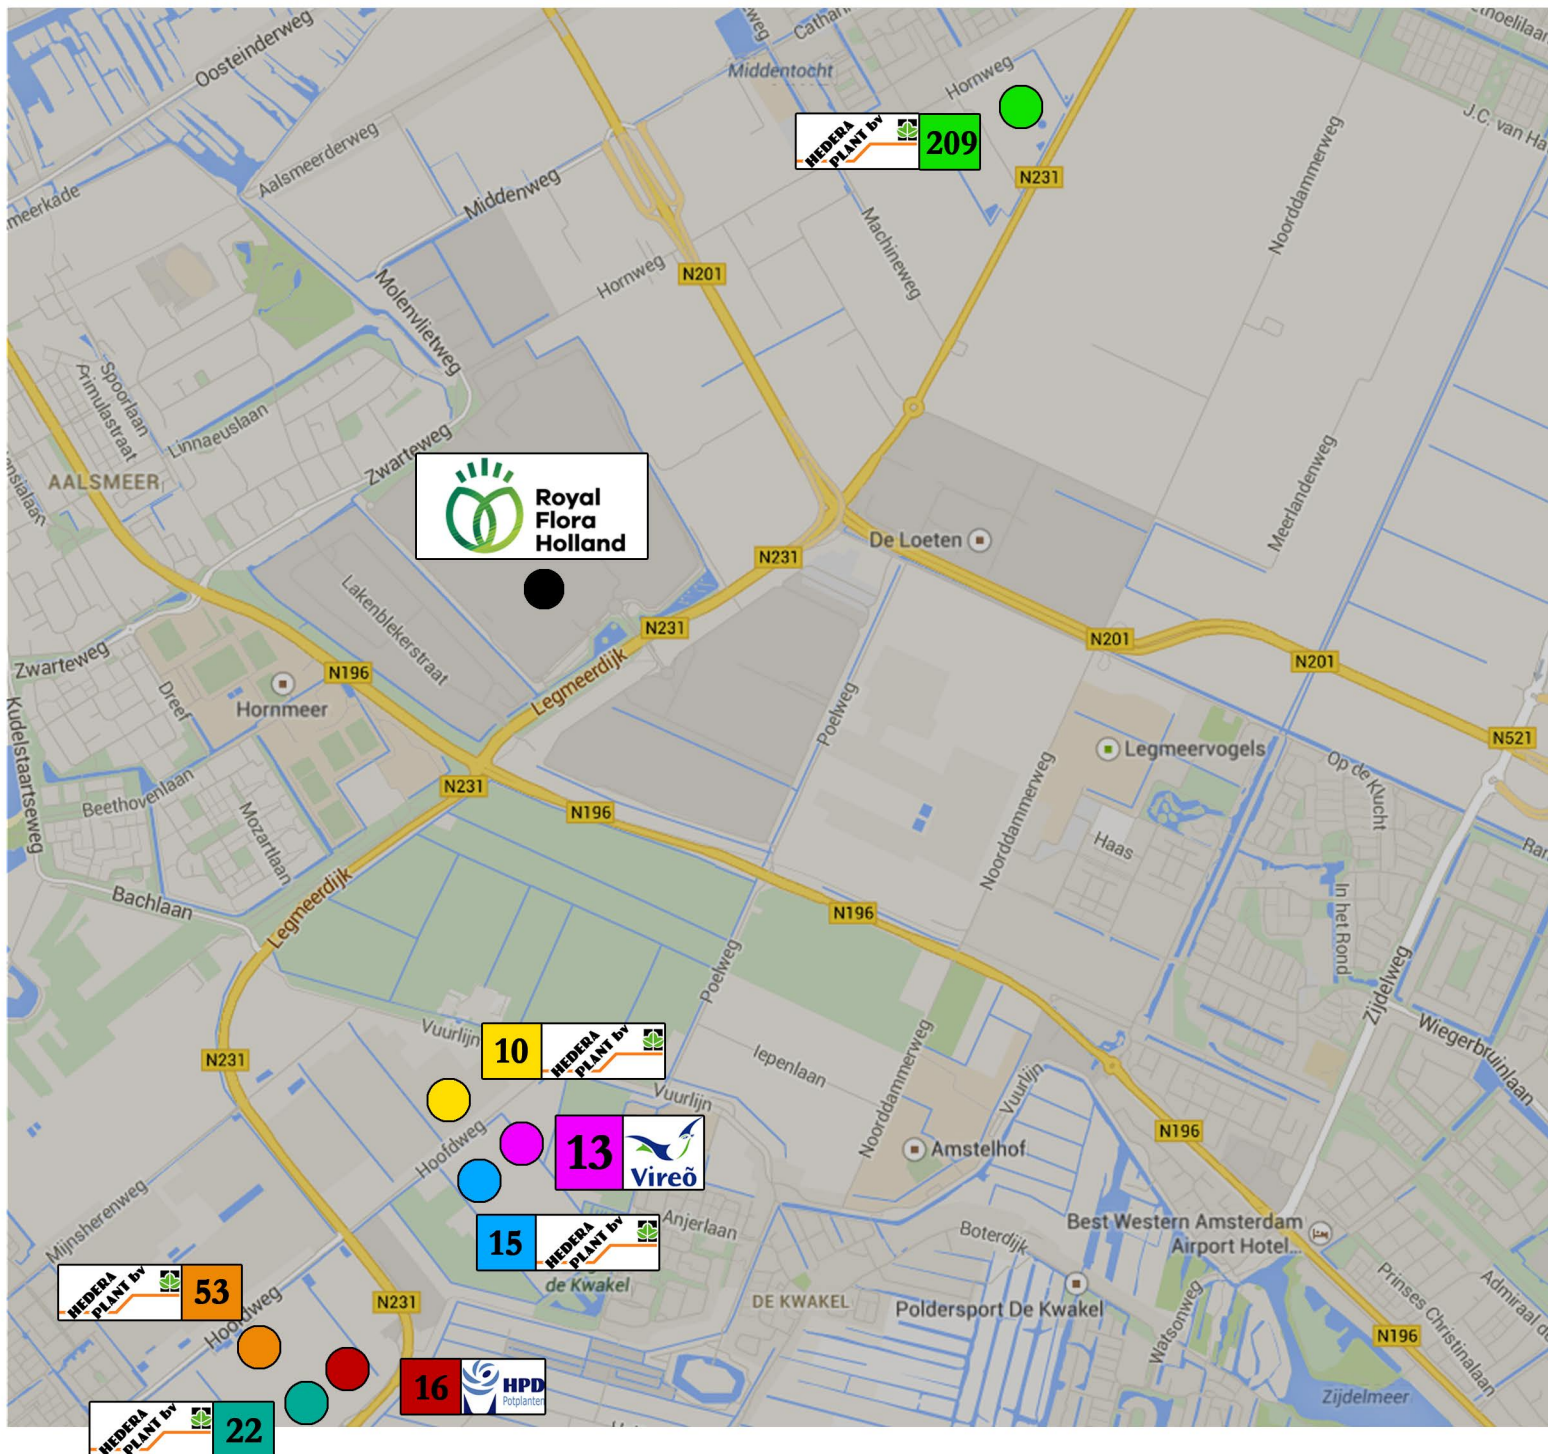 Oosteinderweg
Middentocht
Hornweg
J.C. van Ha
Aalsmeerderweg
HEDERA
PLANT bv
209
meerkade
Middenweg
N231
Noorddammerweg
Machineweg
Hornweg
N201
Molenvlietweg
Spoorlaan
Primulastraat
Linnaeuslaan
Zwarteweg
AALSMEER
Royal
Flora
Holland
Meerlandenweg
De Loeten
N231
Lakenblekerstraat
N231
N201
Zwarteweg
N196
N201
Legmeerdijk
Dreef
Hornmeer
Kudelstaartseweg
Poelweg
Legmeervogels
N521
Op de Klucht
N231
Beethovenlaan
N196
Mozartlaan
Noorddammerweg
Haas
Bachlaan
Legmeerdijk
N196
In het Rond
Poelweg
Zijdelweg
Vuurlijn
10
HEDERA
PLANT bv
Wiegerbruinlaan
N231
Iepenlaan
Noorddammerweg
Vuurlijn
Vuurlijn
Hoofdweg
13
Vireõ
N196
Amstelhof
Mijnsherenweg
15
HEDERA
PLANT bv
Anjerlaan
Boterdijk
Best Western Amsterdam
Airport Hotel...
HEDERA
PLANT bv
53
de Kwakel
N231
DE KWAKEL
Poldersport De Kwakel
Watsonweg
Prinses Christinalaan
Hoofdweg
N196
16
HPD
Potplanten
Zijdelmeer
HEDERA
PLANT bv
22